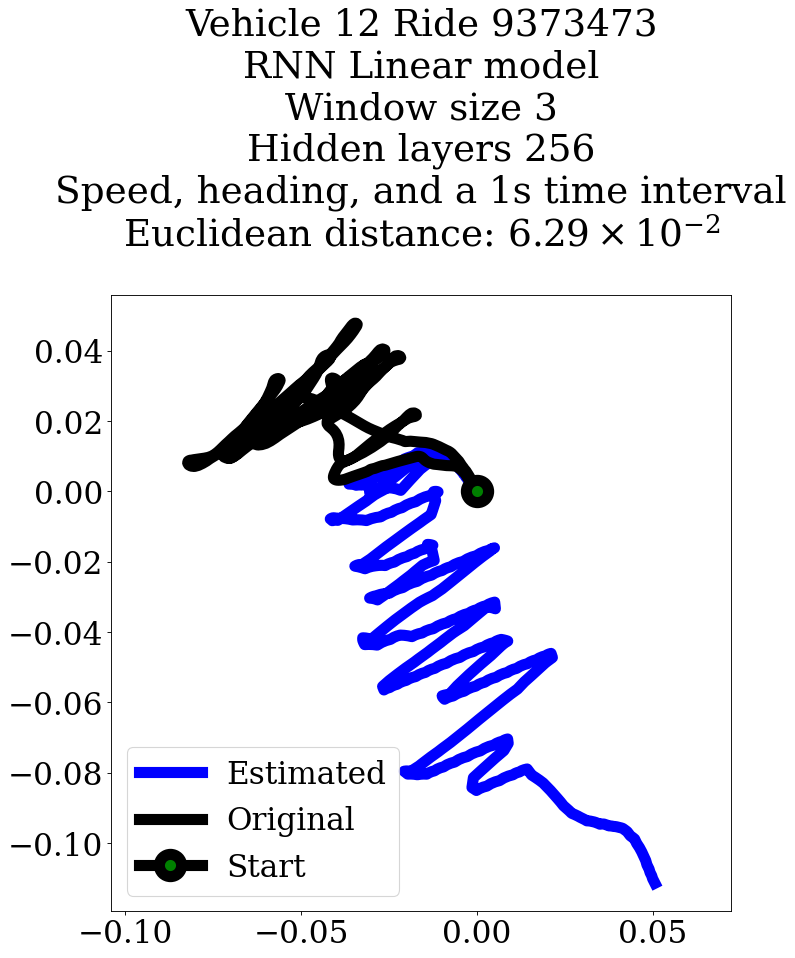 Vehicle 12 Ride 9373473
RNN Linear model
Window size 3
Hidden layers 256
Speed, heading, and a 1s time interval
Euclidean distance: 6.29 × 10⁻²
0.04
0.02
0.00
−0.02
−0.04
−0.06
−0.08
−0.10
Estimated
Original
Start
−0.10
−0.05
0.00
0.05